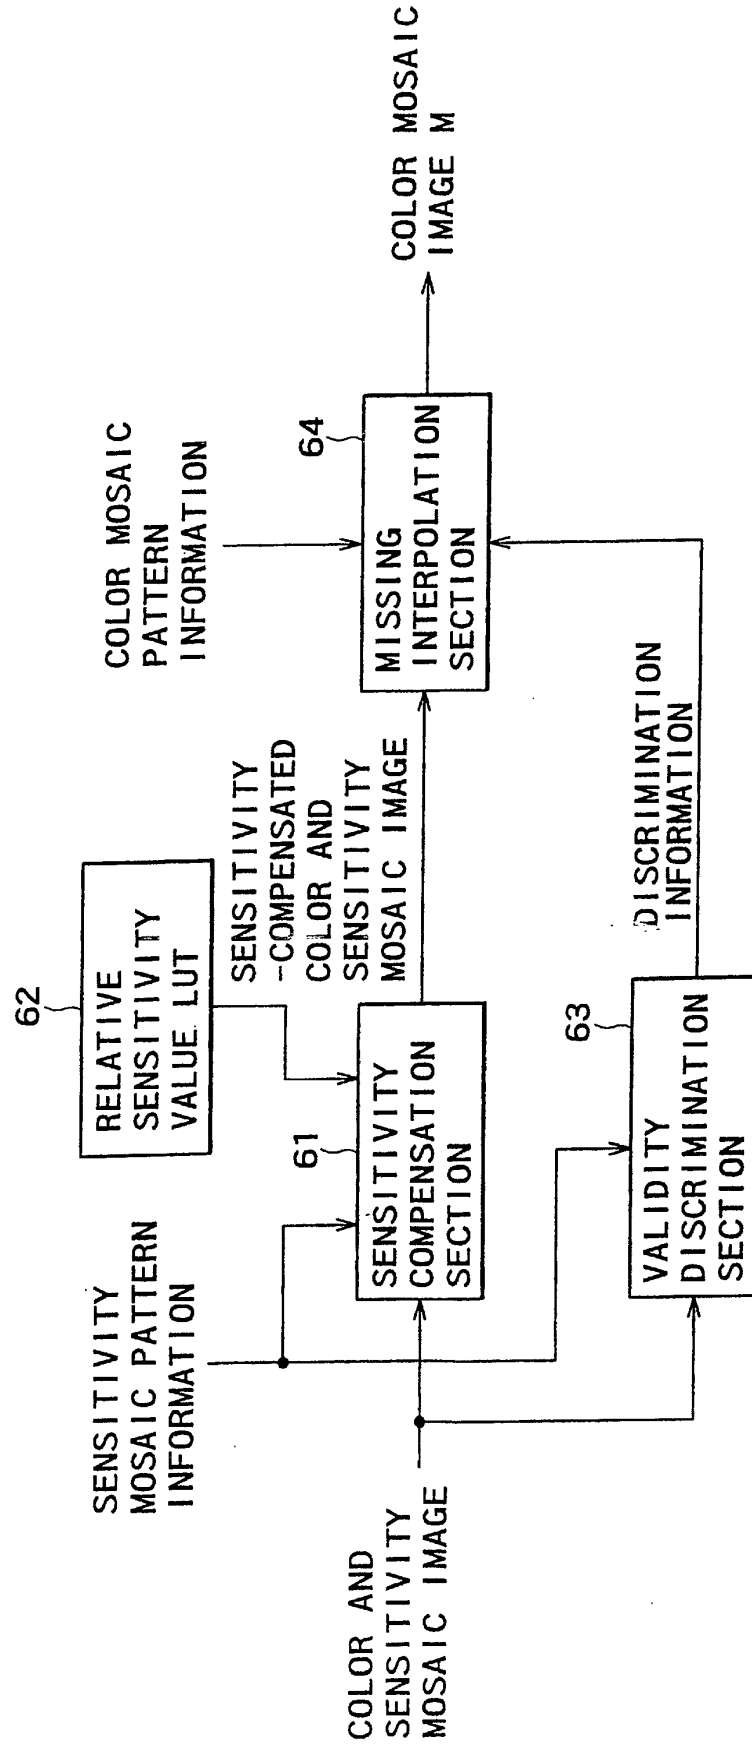 SENSITIVITY
MOSAIC PATTERN
INFORMATION
62
RELATIVE
SENSITIVITY
VALUE LUT
COLOR MOSAIC
PATTERN
INFORMATION
COLOR AND
SENSITIVITY
MOSAIC IMAGE
61
SENSITIVITY
COMPENSATION
SECTION
SENSITIVITY
-COMPENSATED
COLOR AND
SENSITIVITY
MOSAIC IMAGE
64
MISSING
INTERPOLATION
SECTION
COLOR MOSAIC
IMAGE M
63
VALIDITY
DISCRIMINATION
SECTION
DISCRIMINATION
INFORMATION